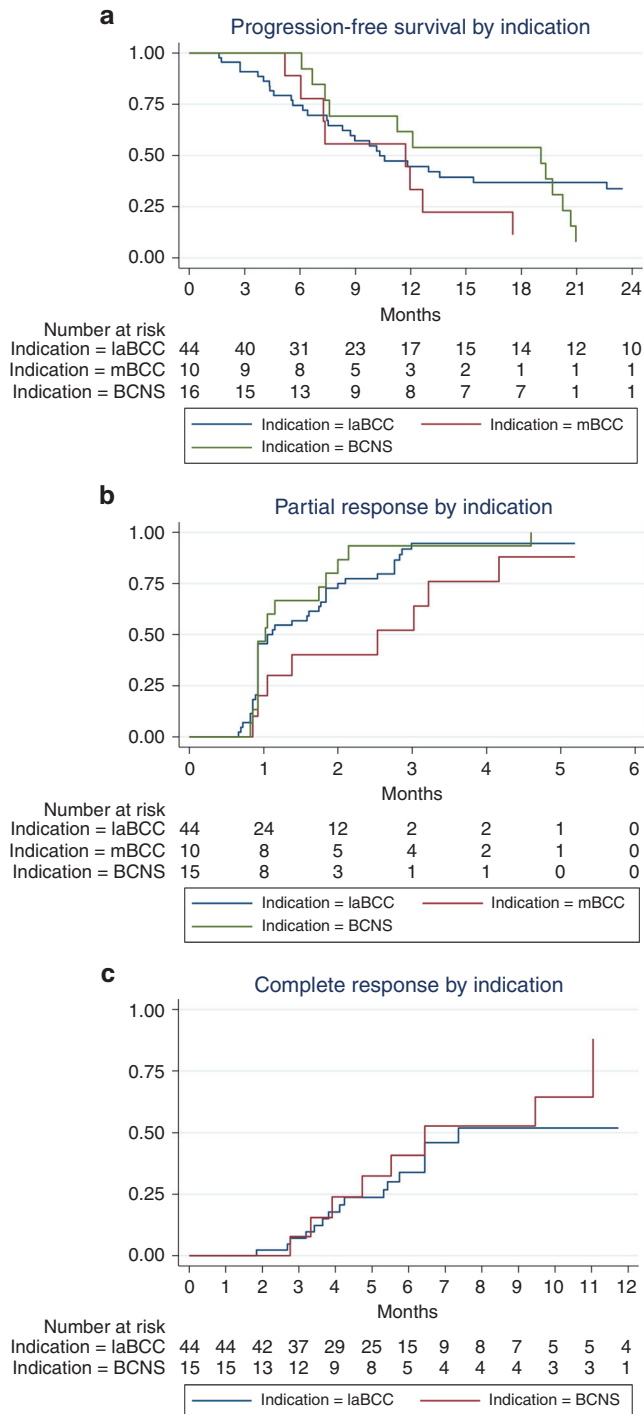 a
Progression-free survival by indication
1.00
0.75
0.50
0.25
0.00
0 3 6 9 12 15 18 21 24
Months
Number at risk
Indication = laBCC 44 40 31 23 17 15 14 12 10
Indication = mBCC 10 9 8 5 3 2 1 1 1
Indication = BCNS 16 15 13 9 8 7 7 1 1
Indication = laBCC Indication = mBCC
Indication = BCNS
b
Partial response by indication
1.00
0.75
0.50
0.25
0.00
0 1 2 3 4 5 6
Months
Number at risk
Indication = laBCC 44 24 12 2 2 1 0
Indication = mBCC 10 8 5 4 2 1 0
Indication = BCNS 15 8 3 1 1 0 0
Indication = laBCC Indication = mBCC
Indication = BCNS
c
Complete response by indication
1.00
0.75
0.50
0.25
0.00
0 1 2 3 4 5 6 7 8 9 10 11 12
Months
Number at risk
Indication = laBCC 44 44 42 37 29 25 15 9 8 7 5 5 4
Indication = BCNS 15 15 13 12 9 8 5 4 4 4 3 3 1
Indication = laBCC Indication = BCNS